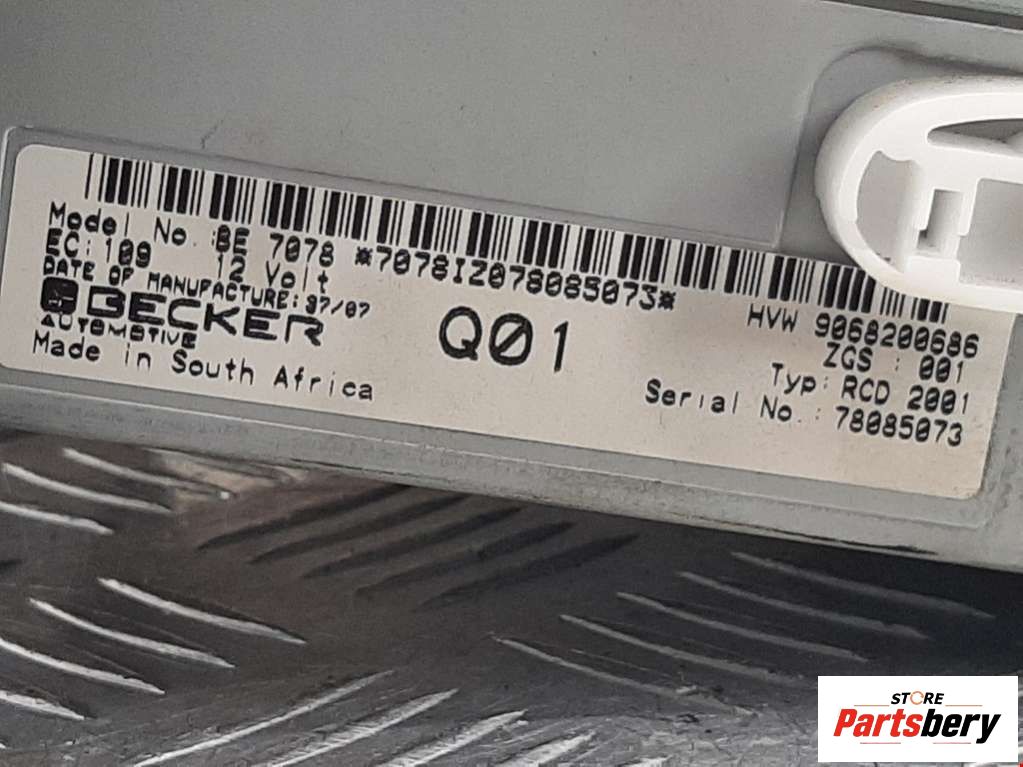 Model No.:BE 7078 *7078IZ078085073*
EC:109 12 Volt
DATE OF MANUFACTURE:37/07
BECKER
AUTOMOTIVE
Made in South Africa
Q01
HVW 9068200686
ZGS : 001
Typ: RCD 2001
Serial No.: 78085073
STORE
Partsbery